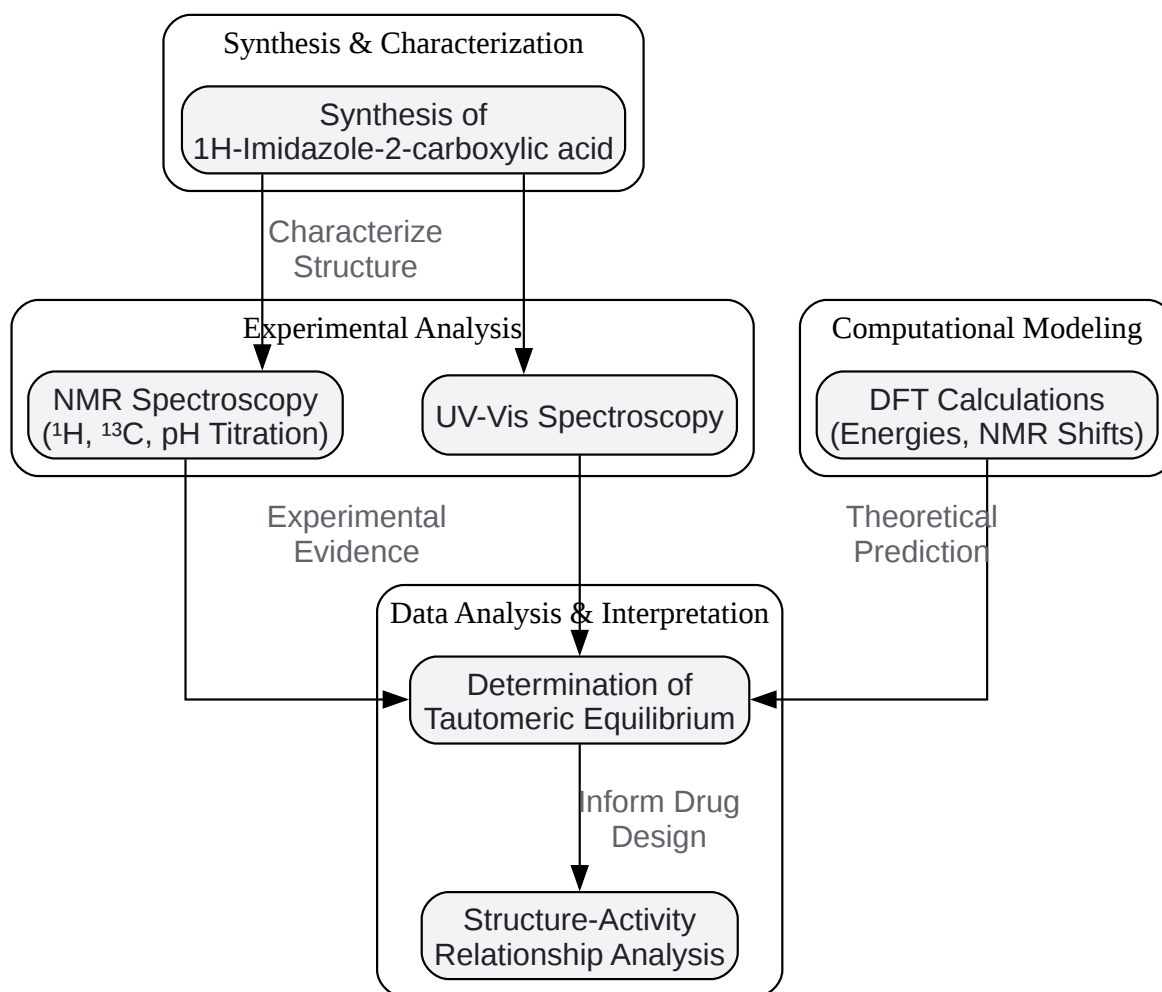 Synthesis & Characterization
Synthesis of
1H-Imidazole-2-carboxylic acid
Characterize
Structure
Experimental Analysis
NMR Spectroscopy
(¹H, ¹³C, pH Titration)
UV-Vis Spectroscopy
Computational Modeling
DFT Calculations
(Energies, NMR Shifts)
Experimental
Evidence
Theoretical
Prediction
Data Analysis & Interpretation
Determination of
Tautomeric Equilibrium
Inform Drug
Design
Structure-Activity
Relationship Analysis